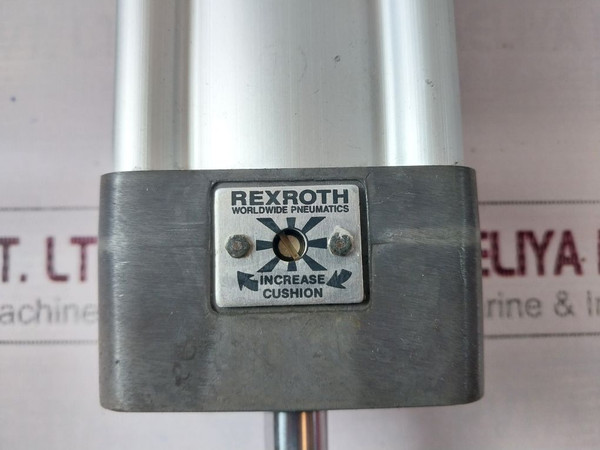 REXROTH
WORLDWIDE PNEUMATICS
INCREASE
CUSHION
T. LT
ELIYA
achine
rine & In